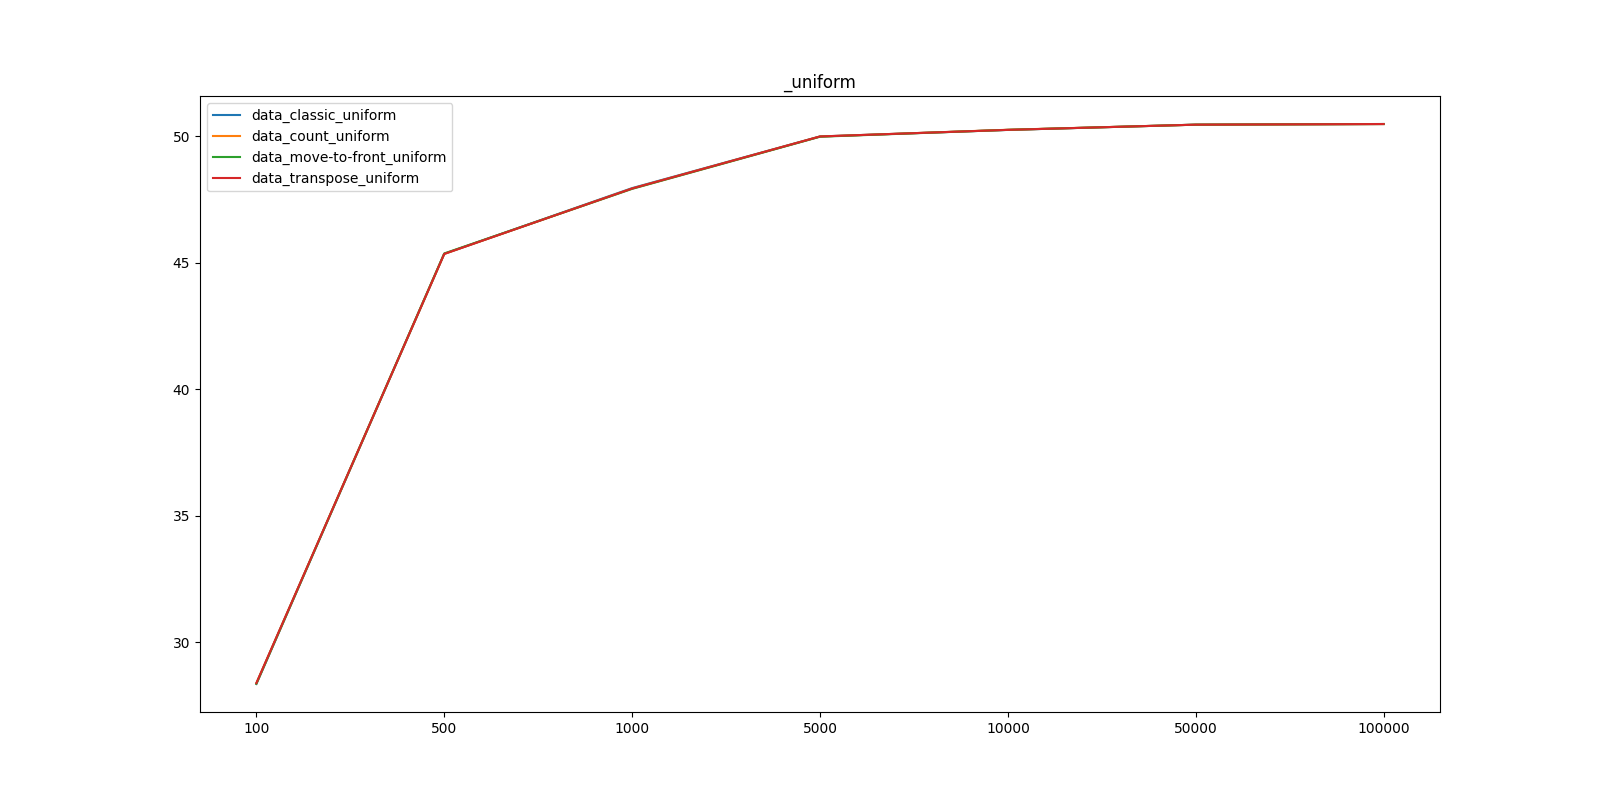 _uniform
data_classic_uniform
data_count_uniform
data_move-to-front_uniform
data_transpose_uniform
50
45
40
35
30
100 500 1000 5000 10000 50000 100000